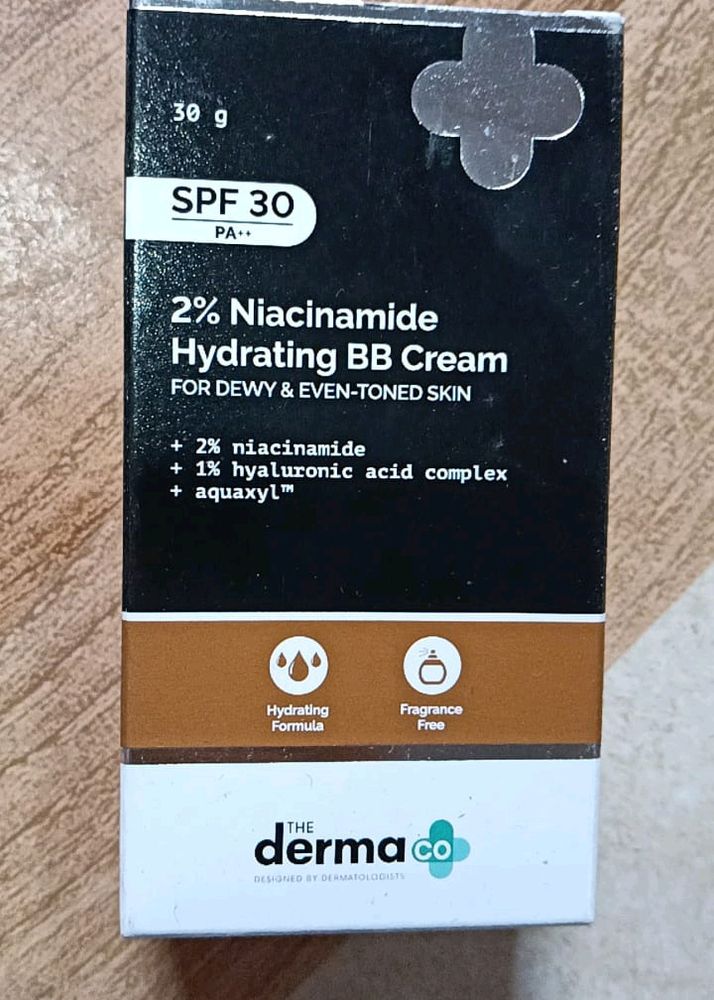 30 g
SPF 30
PA++
2% Niacinamide
Hydrating BB Cream
FOR DEWY & EVEN-TONED SKIN
+ 2% niacinamide
+ 1% hyaluronic acid complex
+ aquaxyl™
Hydrating
Formula
Fragrance
Free
THE
derma co
DESIGNED BY DERMATOLOGISTS